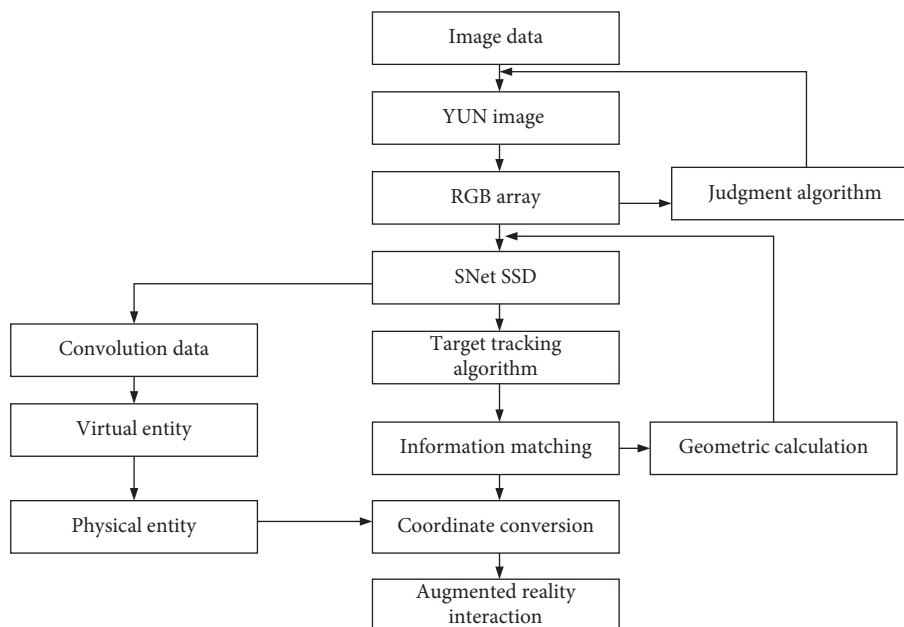 Image data
YUN image
RGB array
Judgment algorithm
SNet SSD
Convolution data
Target tracking
algorithm
Virtual entity
Information matching
Geometric calculation
Physical entity
Coordinate conversion
Augmented reality
interaction